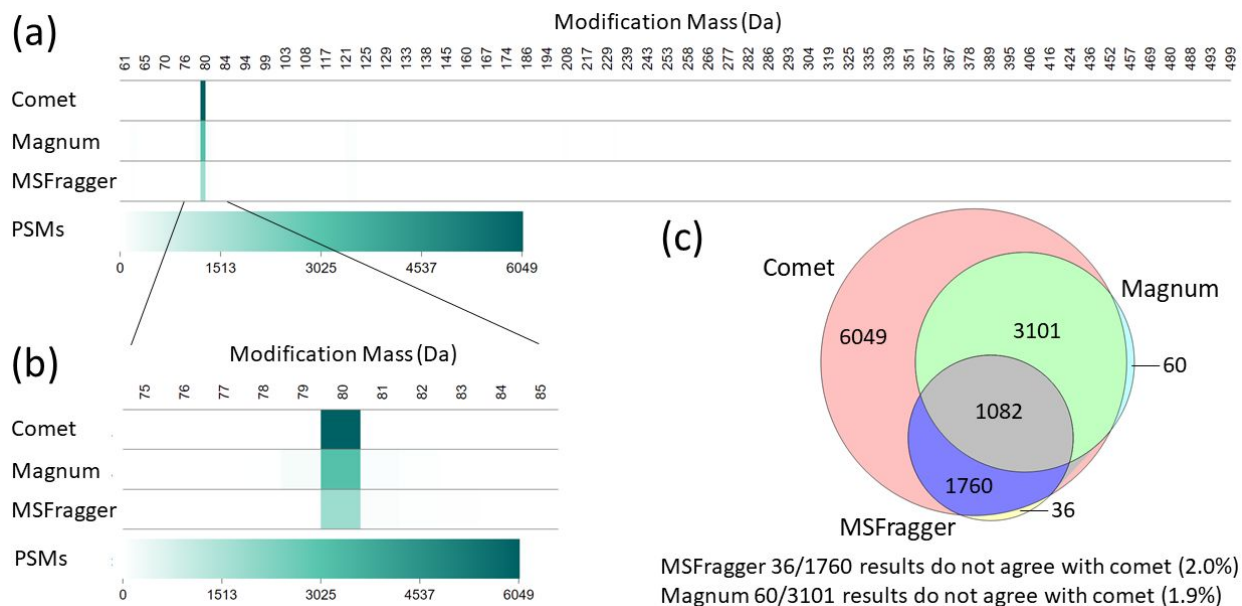 (a)
Modification Mass (Da)
61 65 70 76 80 84 94 99 103 108 117 121 125 129 133 138 145 151 160 167 174 186 194 208 217 229 239 243 253 261 268 277 282 288 293 304 319 325 349 351 357 367 378 389 395 406 416 424 436 452 457 469 480 488 493 499
Comet
Magnum
MSFragger
PSMs
0 1513 3025 4537 6049
(b)
Modification Mass (Da)
75 76 77 78 79 80 81 82 83 84 85
Comet
Magnum
MSFragger
PSMs
0 1513 3025 4537 6049
(c)
Comet
Magnum
6049
3101
60
1082
1760
36
MSFragger
MSFragger 36/1760 results do not agree with comet (2.0%)
Magnum 60/3101 results do not agree with comet (1.9%)